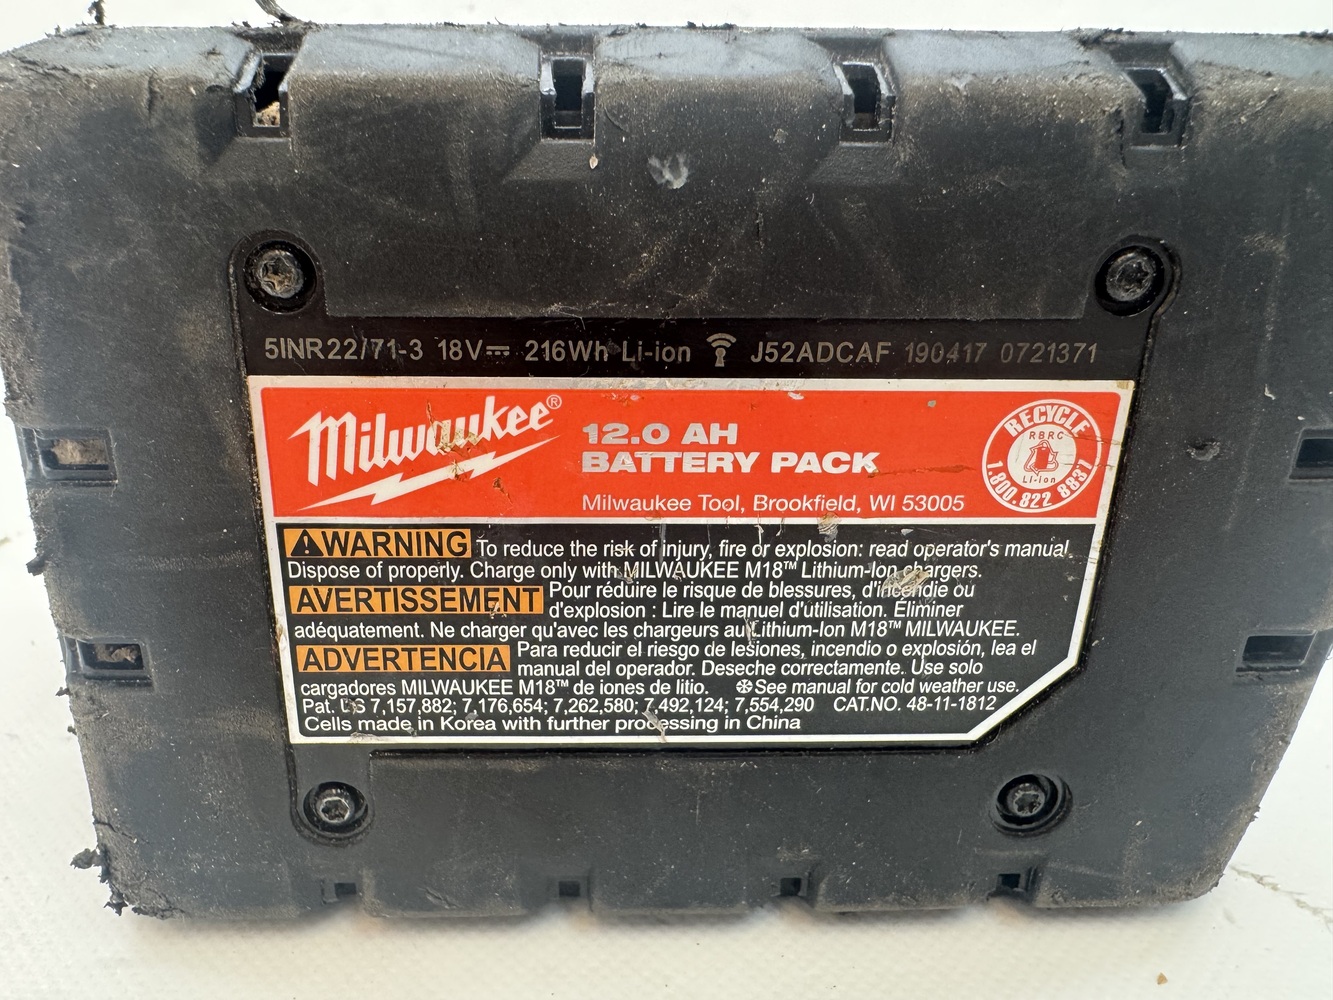 5INR22/71-3 18V⎓ 216Wh Li-ion J52ADCAF 190417 0721371
Milwaukee®
12.0 AH
BATTERY PACK
Milwaukee Tool, Brookfield, WI 53005
RECYCLE
RBRC
Li-ion
1.800.822 8837
⚠WARNING To reduce the risk of injury, fire or explosion: read operator's manual.
Dispose of properly. Charge only with MILWAUKEE M18™ Lithium-Ion chargers.
AVERTISSEMENT Pour réduire le risque de blessures, d'incendie ou
d'explosion : Lire le manuel d'utilisation. Éliminer
adéquatement. Ne charger qu'avec les chargeurs au Lithium-Ion M18™ MILWAUKEE.
ADVERTENCIA Para reducir el riesgo de lesiones, incendio o explosión, lea el
manual del operador. Deseche correctamente. Use solo
cargadores MILWAUKEE M18™ de iones de litio. ❆See manual for cold weather use.
Pat. US 7,157,882; 7,176,654; 7,262,580; 7,492,124; 7,554,290 CAT.NO. 48-11-1812
Cells made in Korea with further processing in China